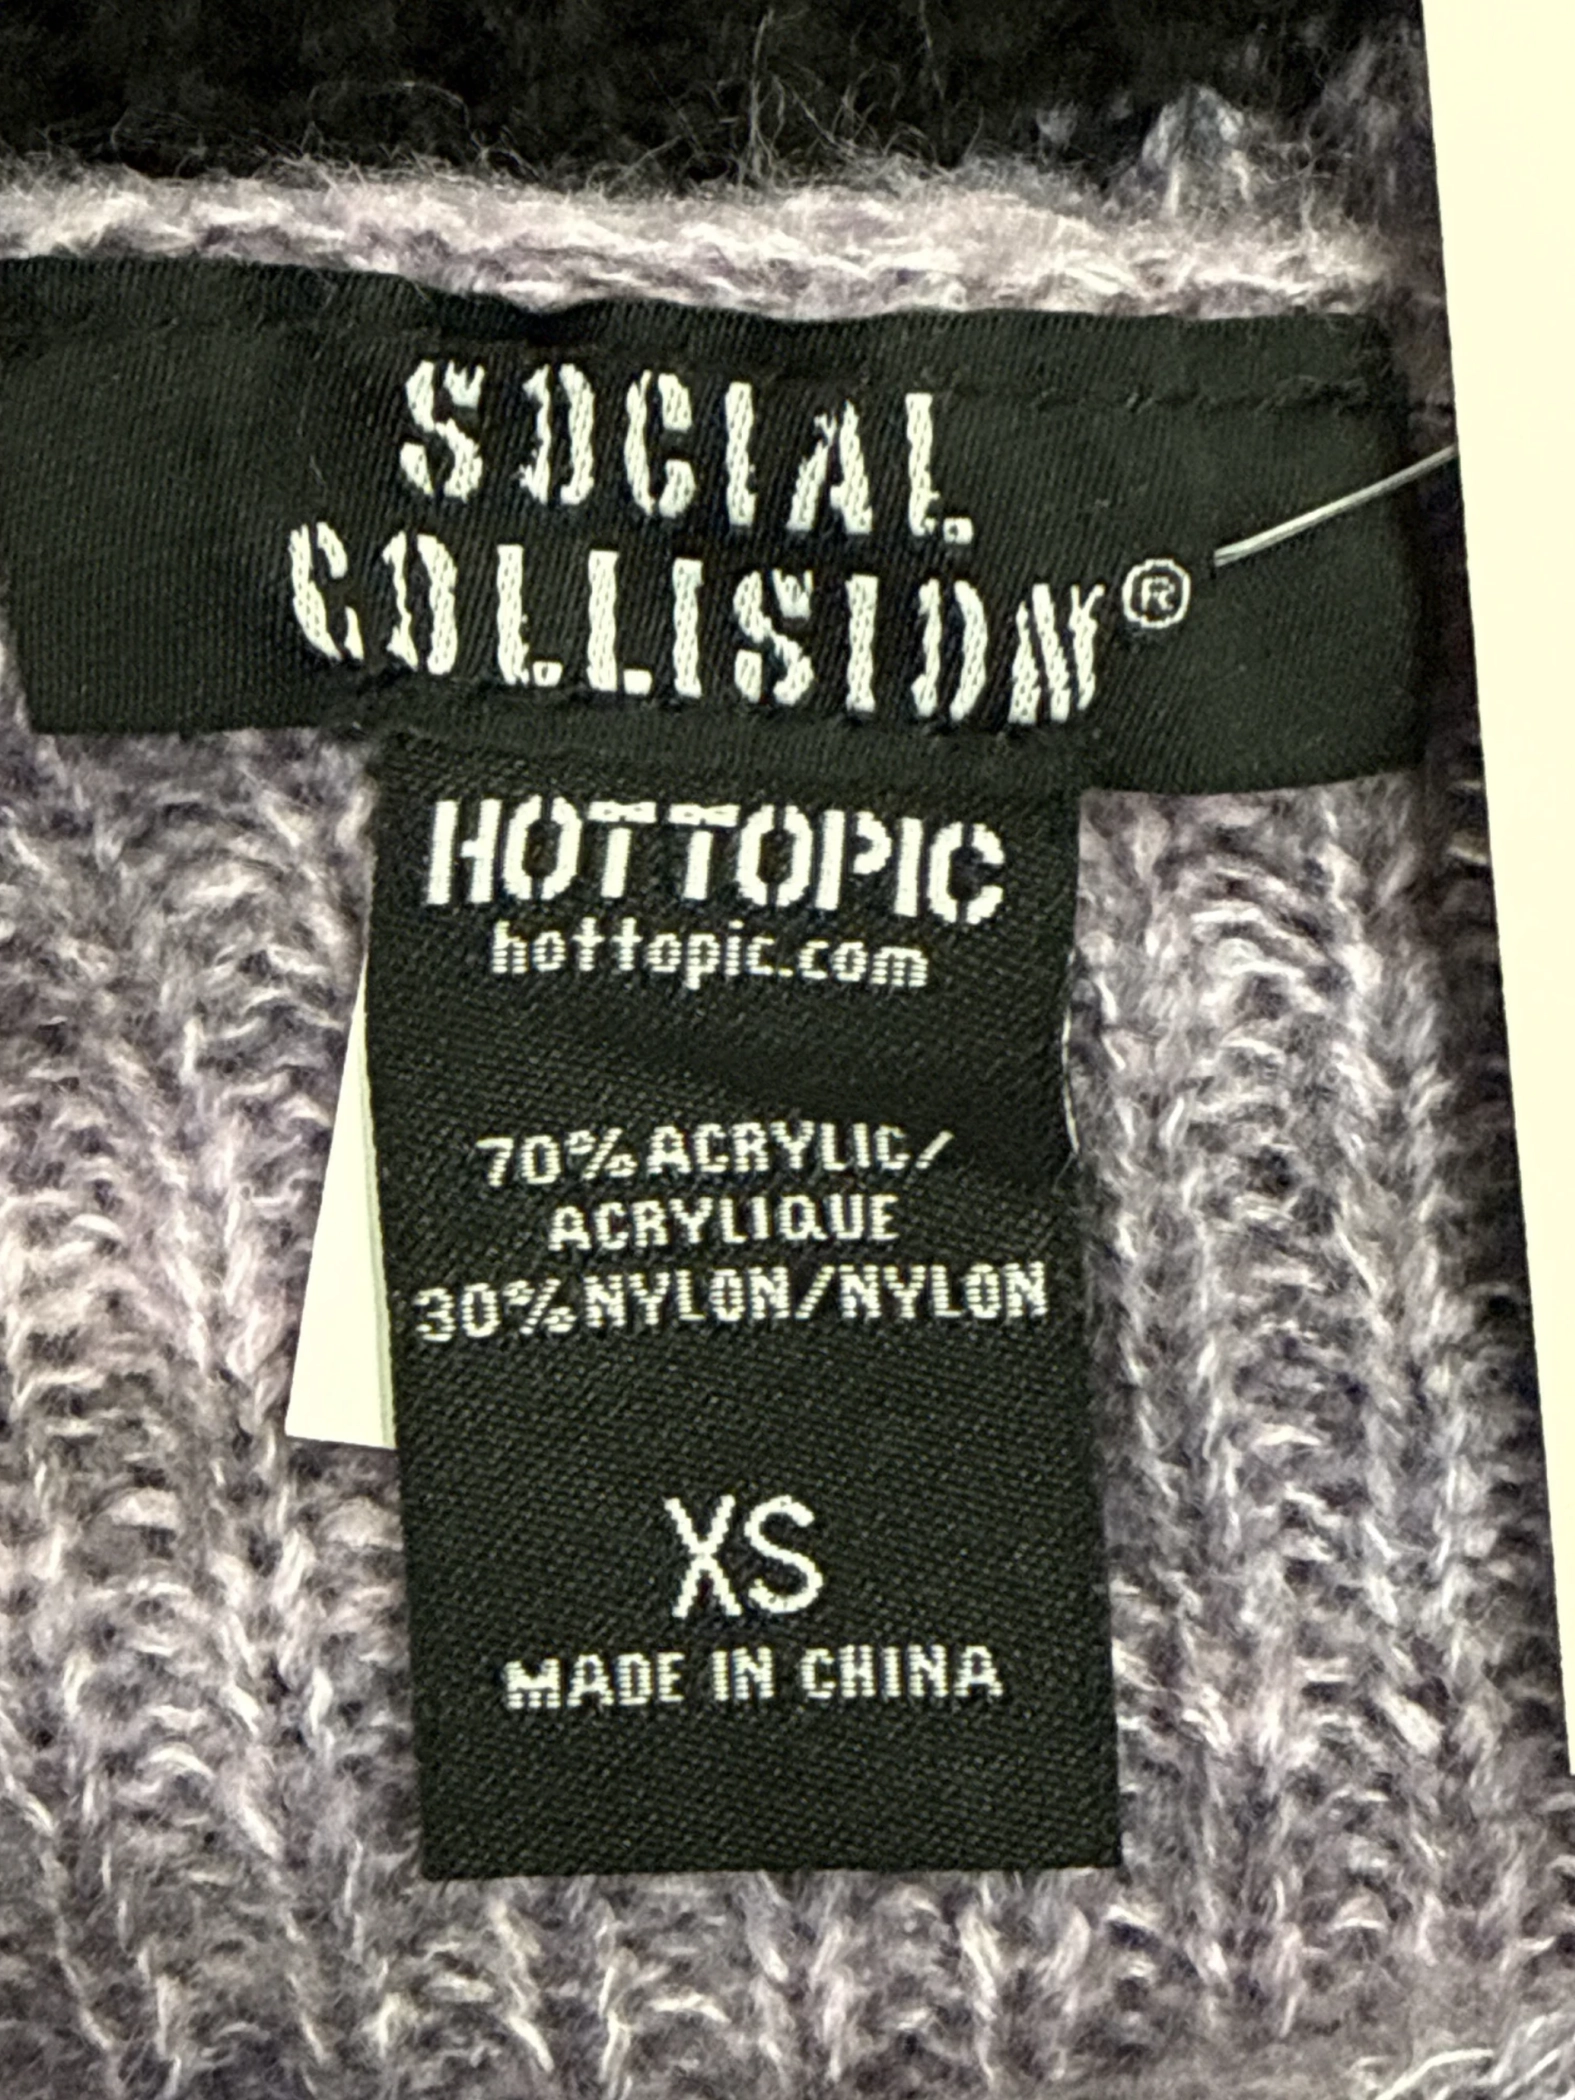 SOCIAL
COLLISION®
HOTTOPIC
hottopic.com
70%ACRYLIC/
ACRYLIQUE
30%NYLON/NYLON
XS
MADE IN CHINA